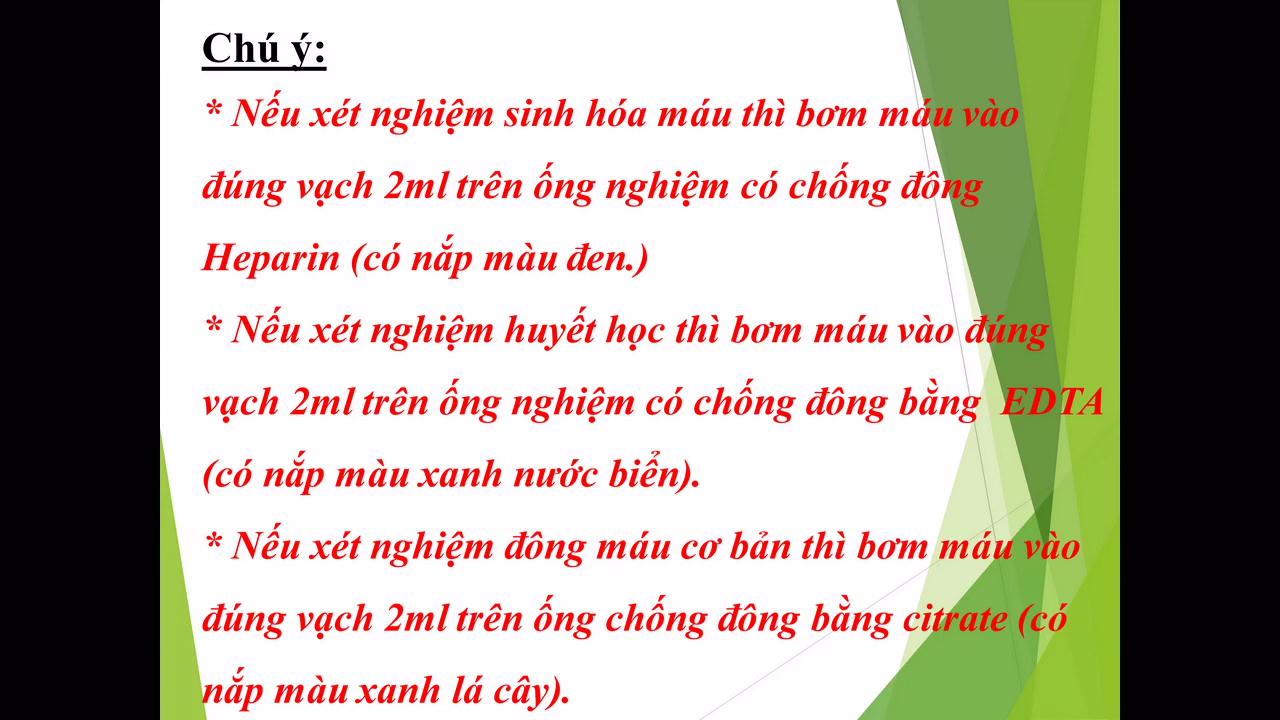 Chú ý:
* Nếu xét nghiệm sinh hóa máu thì bơm máu vào
đúng vạch 2ml trên ống nghiệm có chống đông
Heparin (có nắp màu đen.)
* Nếu xét nghiệm huyết học thì bơm máu vào đúng
vạch 2ml trên ống nghiệm có chống đông bằng  EDTA
(có nắp màu xanh nước biển).
* Nếu xét nghiệm đông máu cơ bản thì bơm máu vào
đúng vạch 2ml trên ống chống đông bằng citrate (có
nắp màu xanh lá cây).